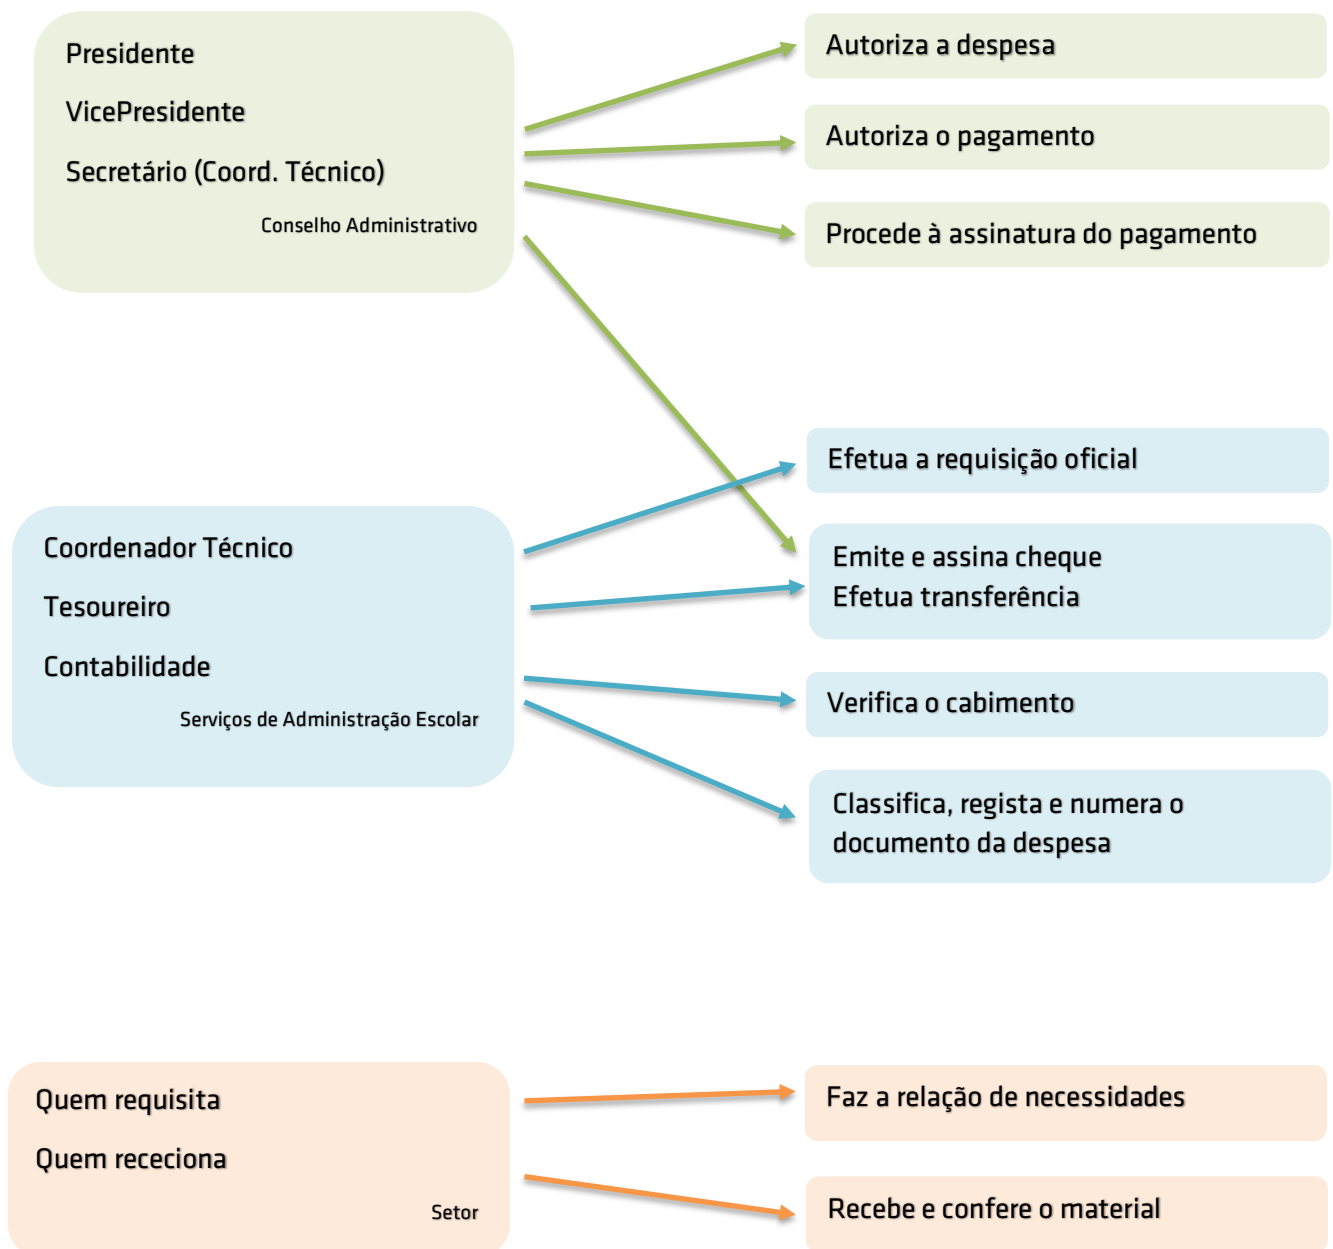 Presidente
VicePresidente
Secretário (Coord. Técnico)
Conselho Administrativo
Autoriza a despesa
Autoriza o pagamento
Procede à assinatura do pagamento
Coordenador Técnico
Tesoureiro
Contabilidade
Serviços de Administração Escolar
Efetua a requisição oficial
Emite e assina cheque
Efetua transferência
Verifica o cabimento
Classifica, regista e numera o
documento da despesa
Quem requisita
Quem receciona
Setor
Faz a relação de necessidades
Recebe e confere o material